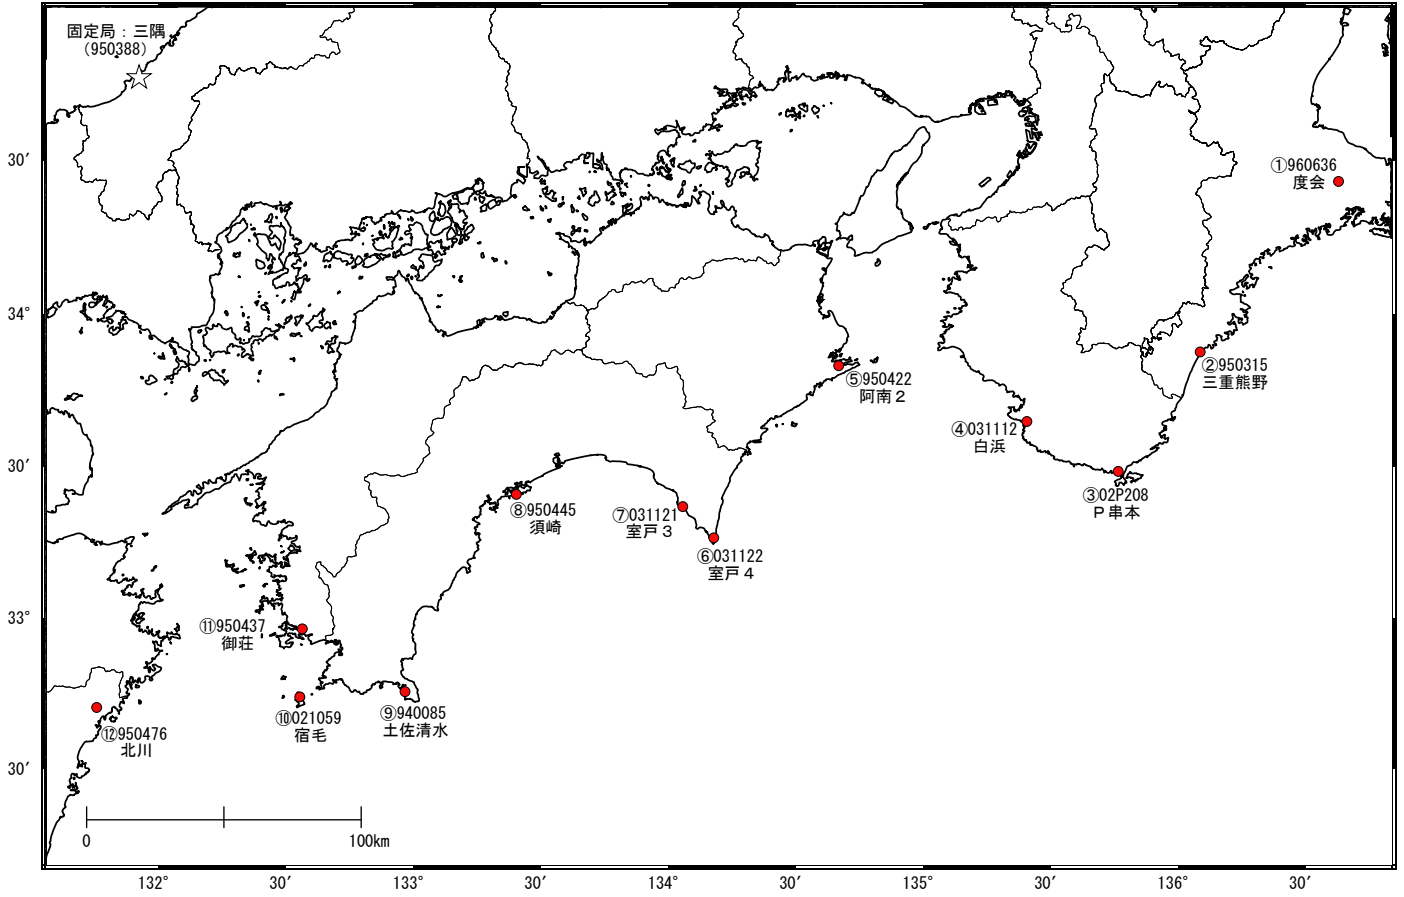 固定局：三隅
（950388）
30′
①960636
度会
34°
②950315
三重熊野
⑤950422
阿南２
④031112
白浜
30′
③02P208
Ｐ串本
⑧950445
須崎
⑦031121
室戸３
⑥031122
室戸４
33°
⑪950437
御荘
⑩021059
宿毛
⑨940085
土佐清水
⑫950476
北川
30′
0
100km
132°
30′
133°
30′
134°
30′
135°
30′
136°
30′